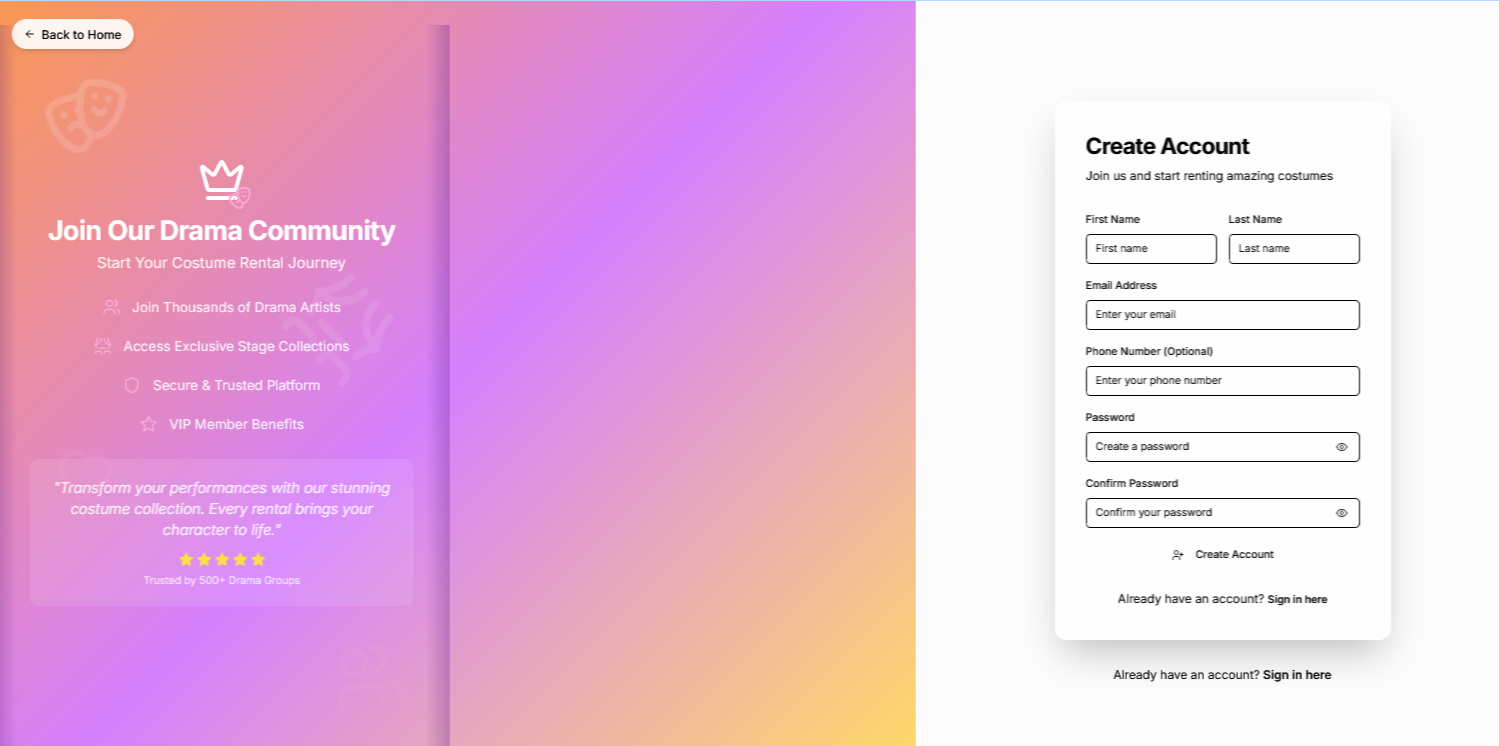 Back to Home
Join Our Drama Community
Start Your Costume Rental Journey
Join Thousands of Drama Artists
Access Exclusive Stage Collections
Secure & Trusted Platform
VIP Member Benefits
"Transform your performances with our stunning
costume collection. Every rental brings your
character to life."
Trusted by 500+ Drama Groups
Create Account
Join us and start renting amazing costumes
First Name Last Name
First name Last name
Email Address
Enter your email
Phone Number (Optional)
Enter your phone number
Password
Create a password
Confirm Password
Confirm your password
Create Account
Already have an account? Sign in here
Already have an account? Sign in here